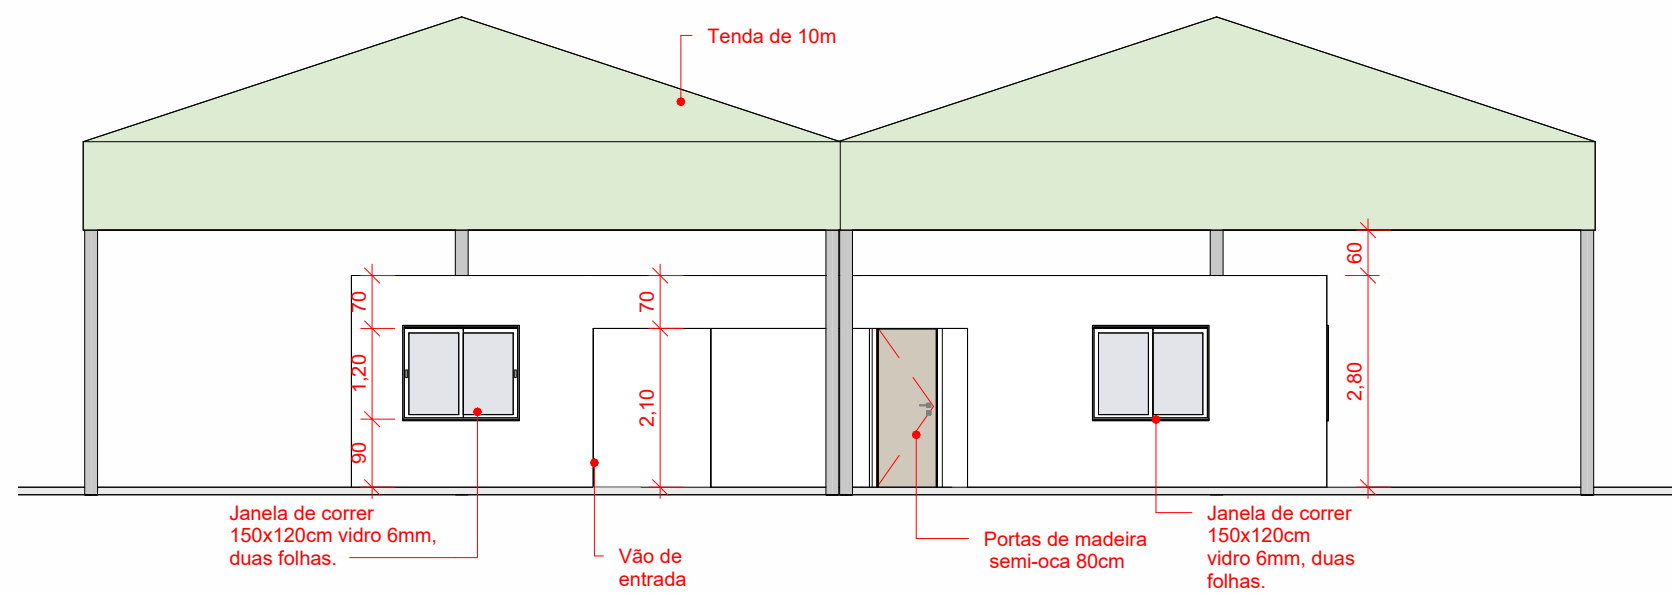 Tenda de 10m
60
70
70
1,20
2,10
2,80
90
Janela de correr
150x120cm vidro 6mm,
duas folhas.
Vão de
entrada
Portas de madeira
semi-oca 80cm
Janela de correr
150x120cm
vidro 6mm, duas
folhas.